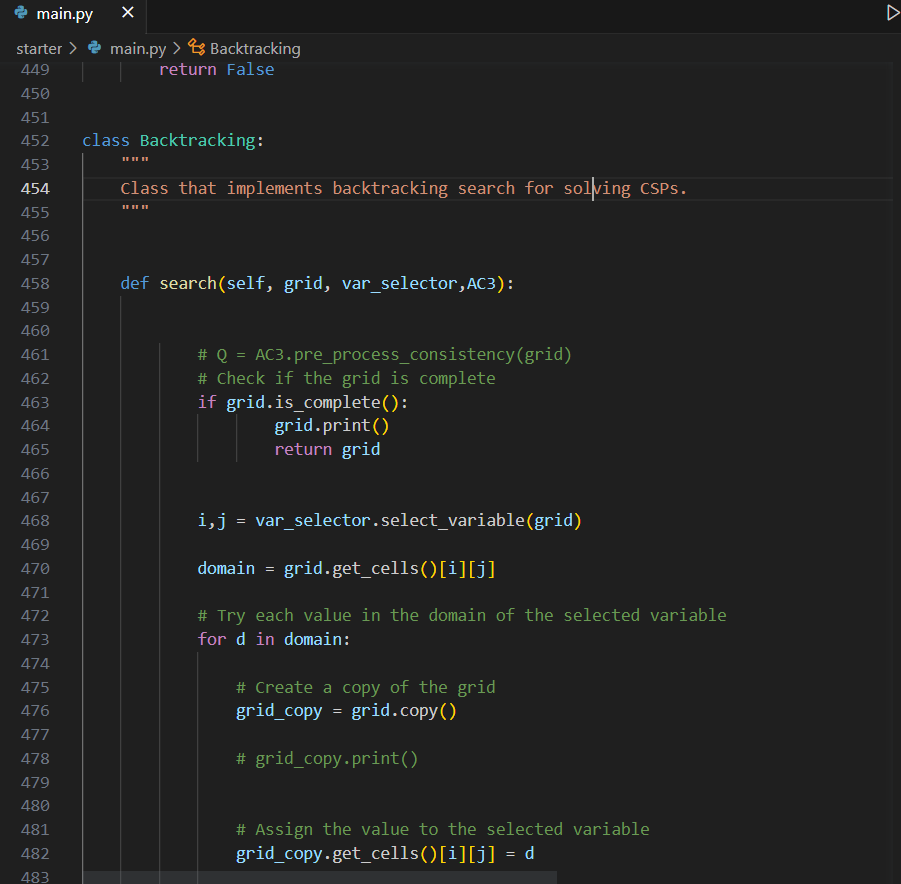 main.py ×
starter > main.py > Backtracking
449 return False
450
451
452 class Backtracking:
453 """
454 Class that implements backtracking search for solving CSPs.
455 """
456
457
458 def search(self, grid, var_selector,AC3):
459
460
461 # Q = AC3.pre_process_consistency(grid)
462 # Check if the grid is complete
463 if grid.is_complete():
464 grid.print()
465 return grid
466
467
468 i,j = var_selector.select_variable(grid)
469
470 domain = grid.get_cells()[i][j]
471
472 # Try each value in the domain of the selected variable
473 for d in domain:
474
475 # Create a copy of the grid
476 grid_copy = grid.copy()
477
478 # grid_copy.print()
479
480
481 # Assign the value to the selected variable
482 grid_copy.get_cells()[i][j] = d
483